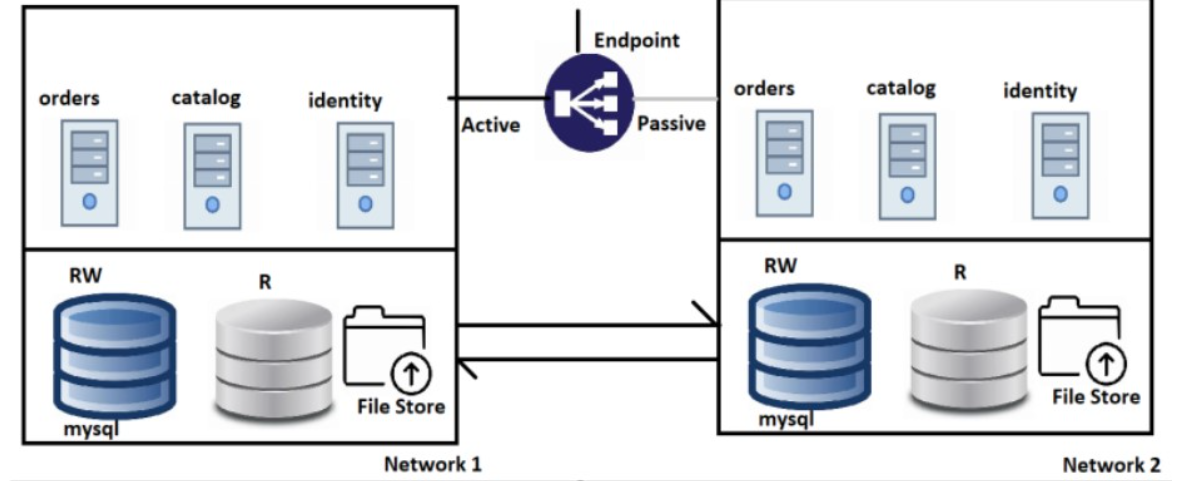 Endpoint
orders
catalog
identity
Active
Passive
orders
catalog
identity
RW
R
File Store
mysql
RW
R
File Store
mysql
Network 1
Network 2